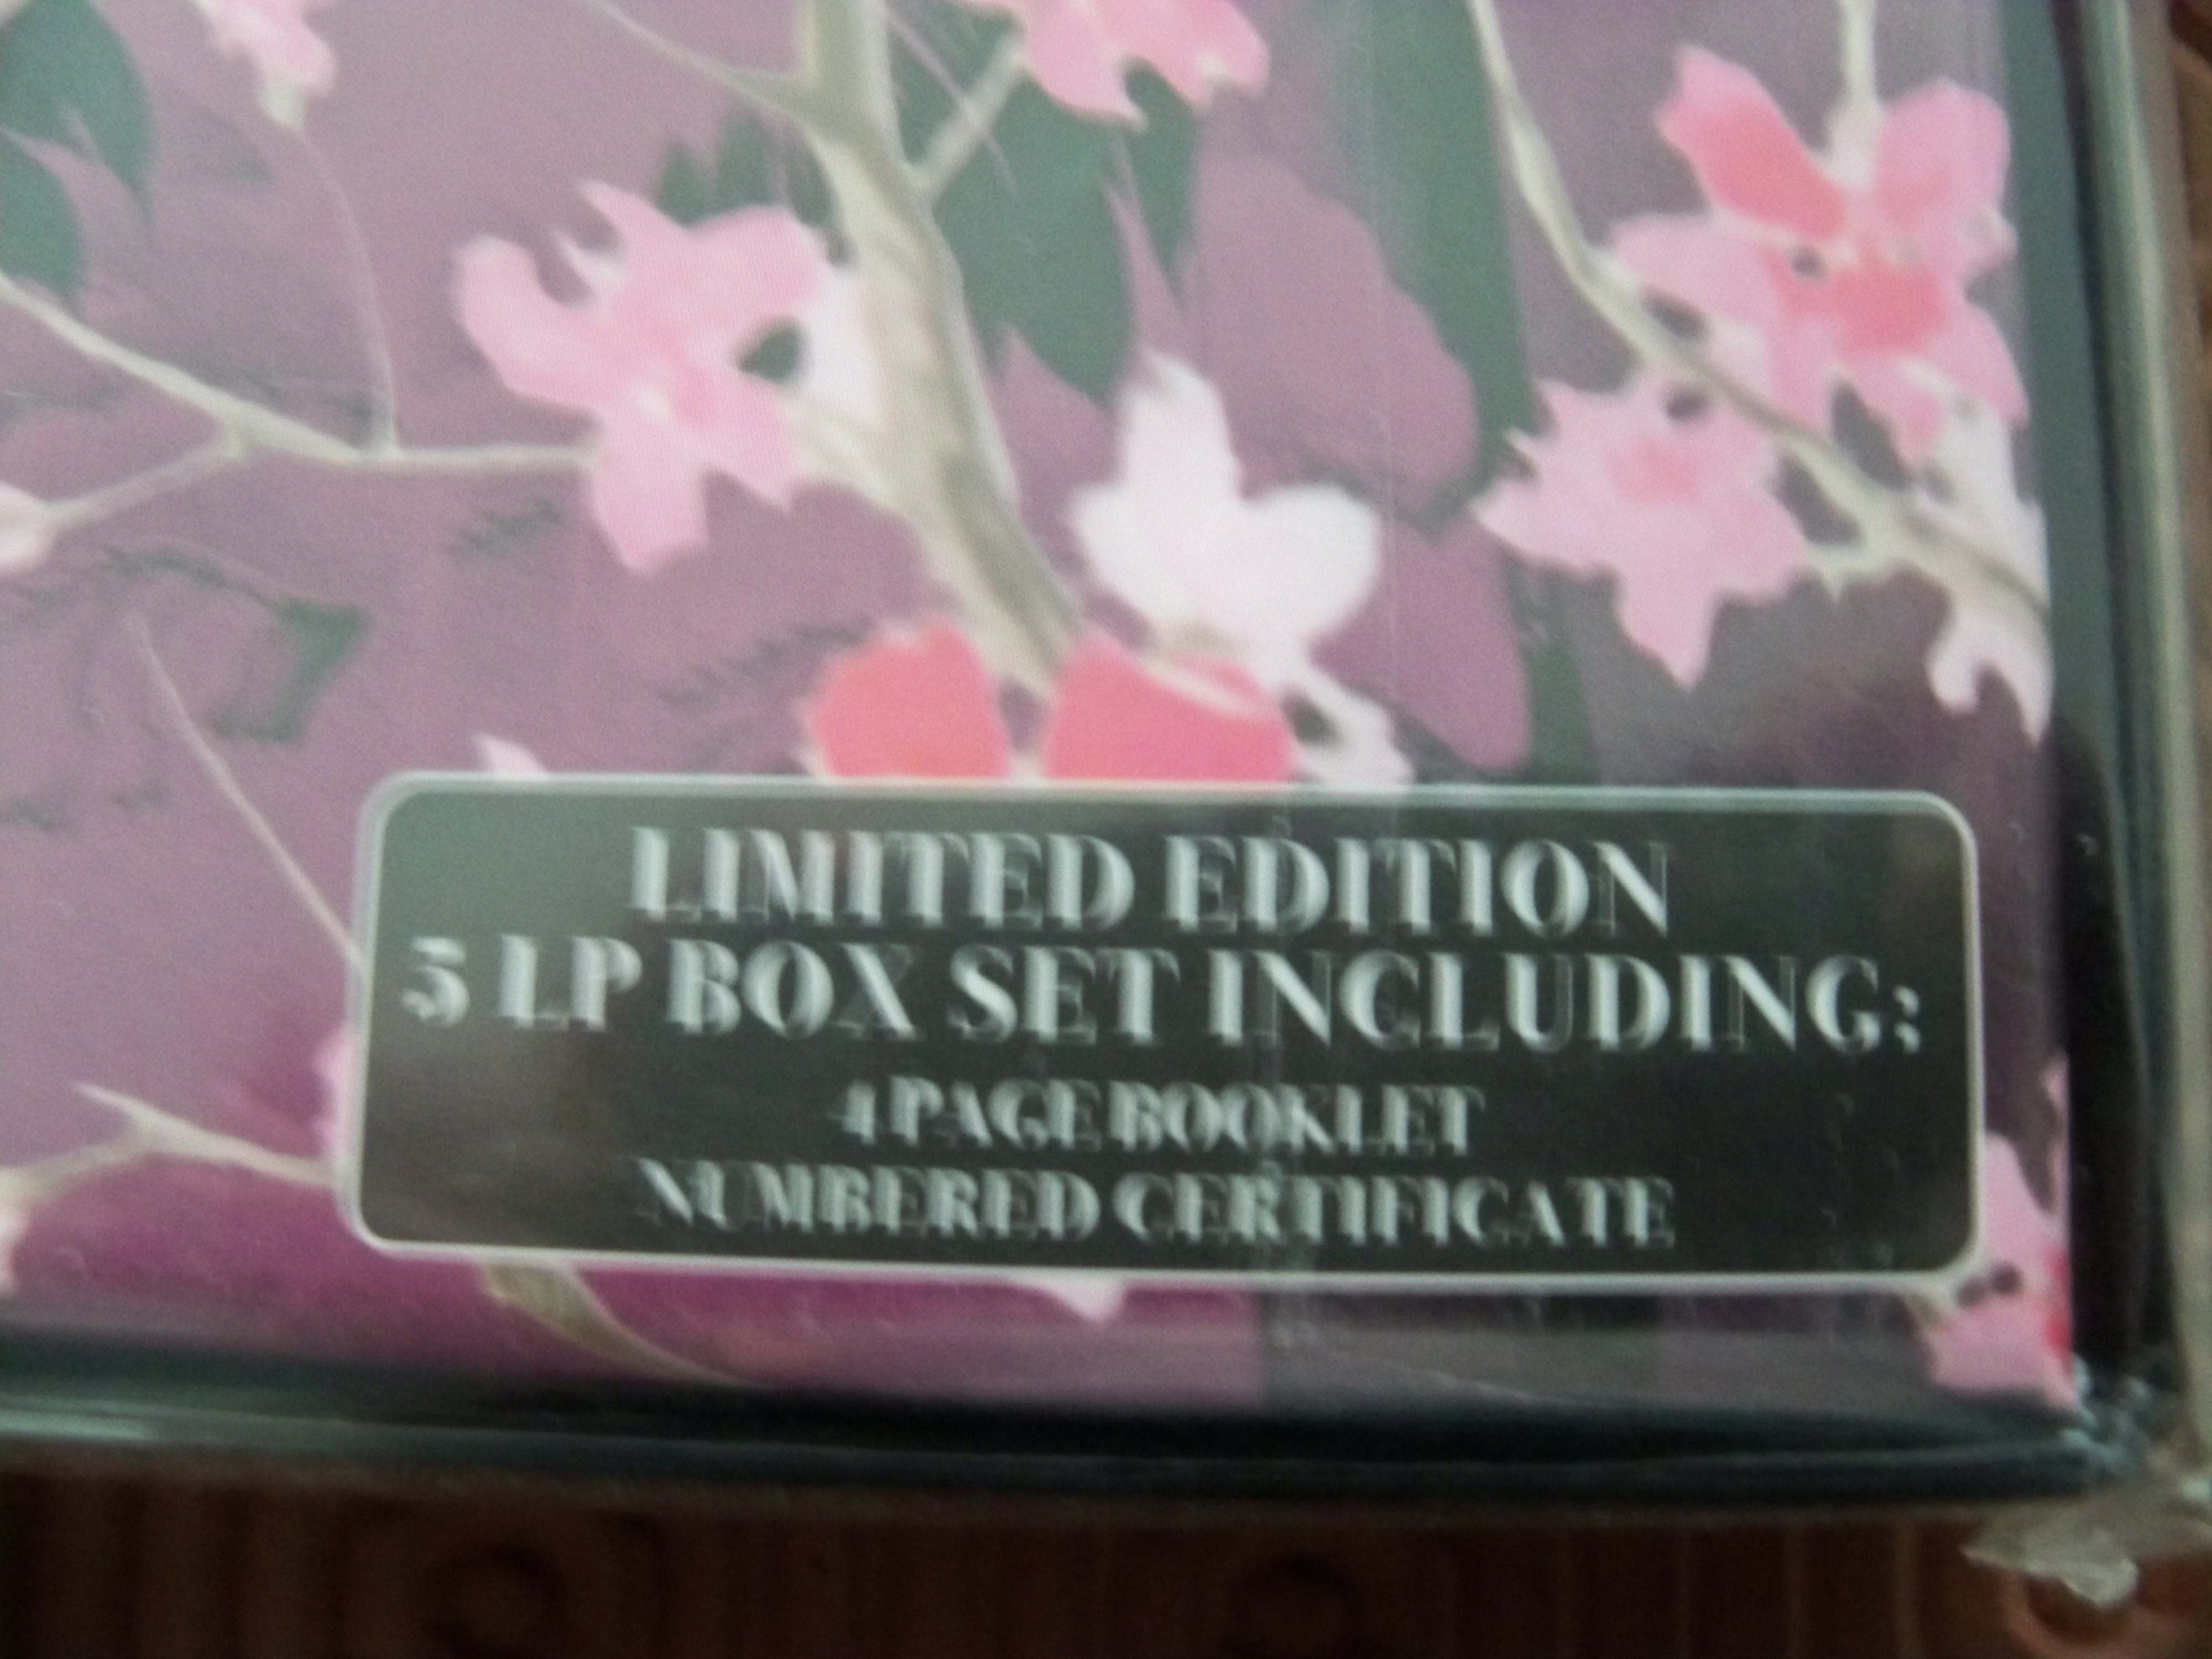 LIMITED EDITION
5 LP BOX SET INCLUDING:
4 PAGE BOOKLET
NUMBERED CERTIFICATE